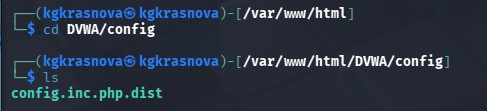 ┌──(kgkrasnova㉿kgkrasnova)-[/var/www/html]
└─$ cd DVWA/config
┌──(kgkrasnova㉿kgkrasnova)-[/var/www/html/DVWA/config]
└─$ ls
config.inc.php.dist